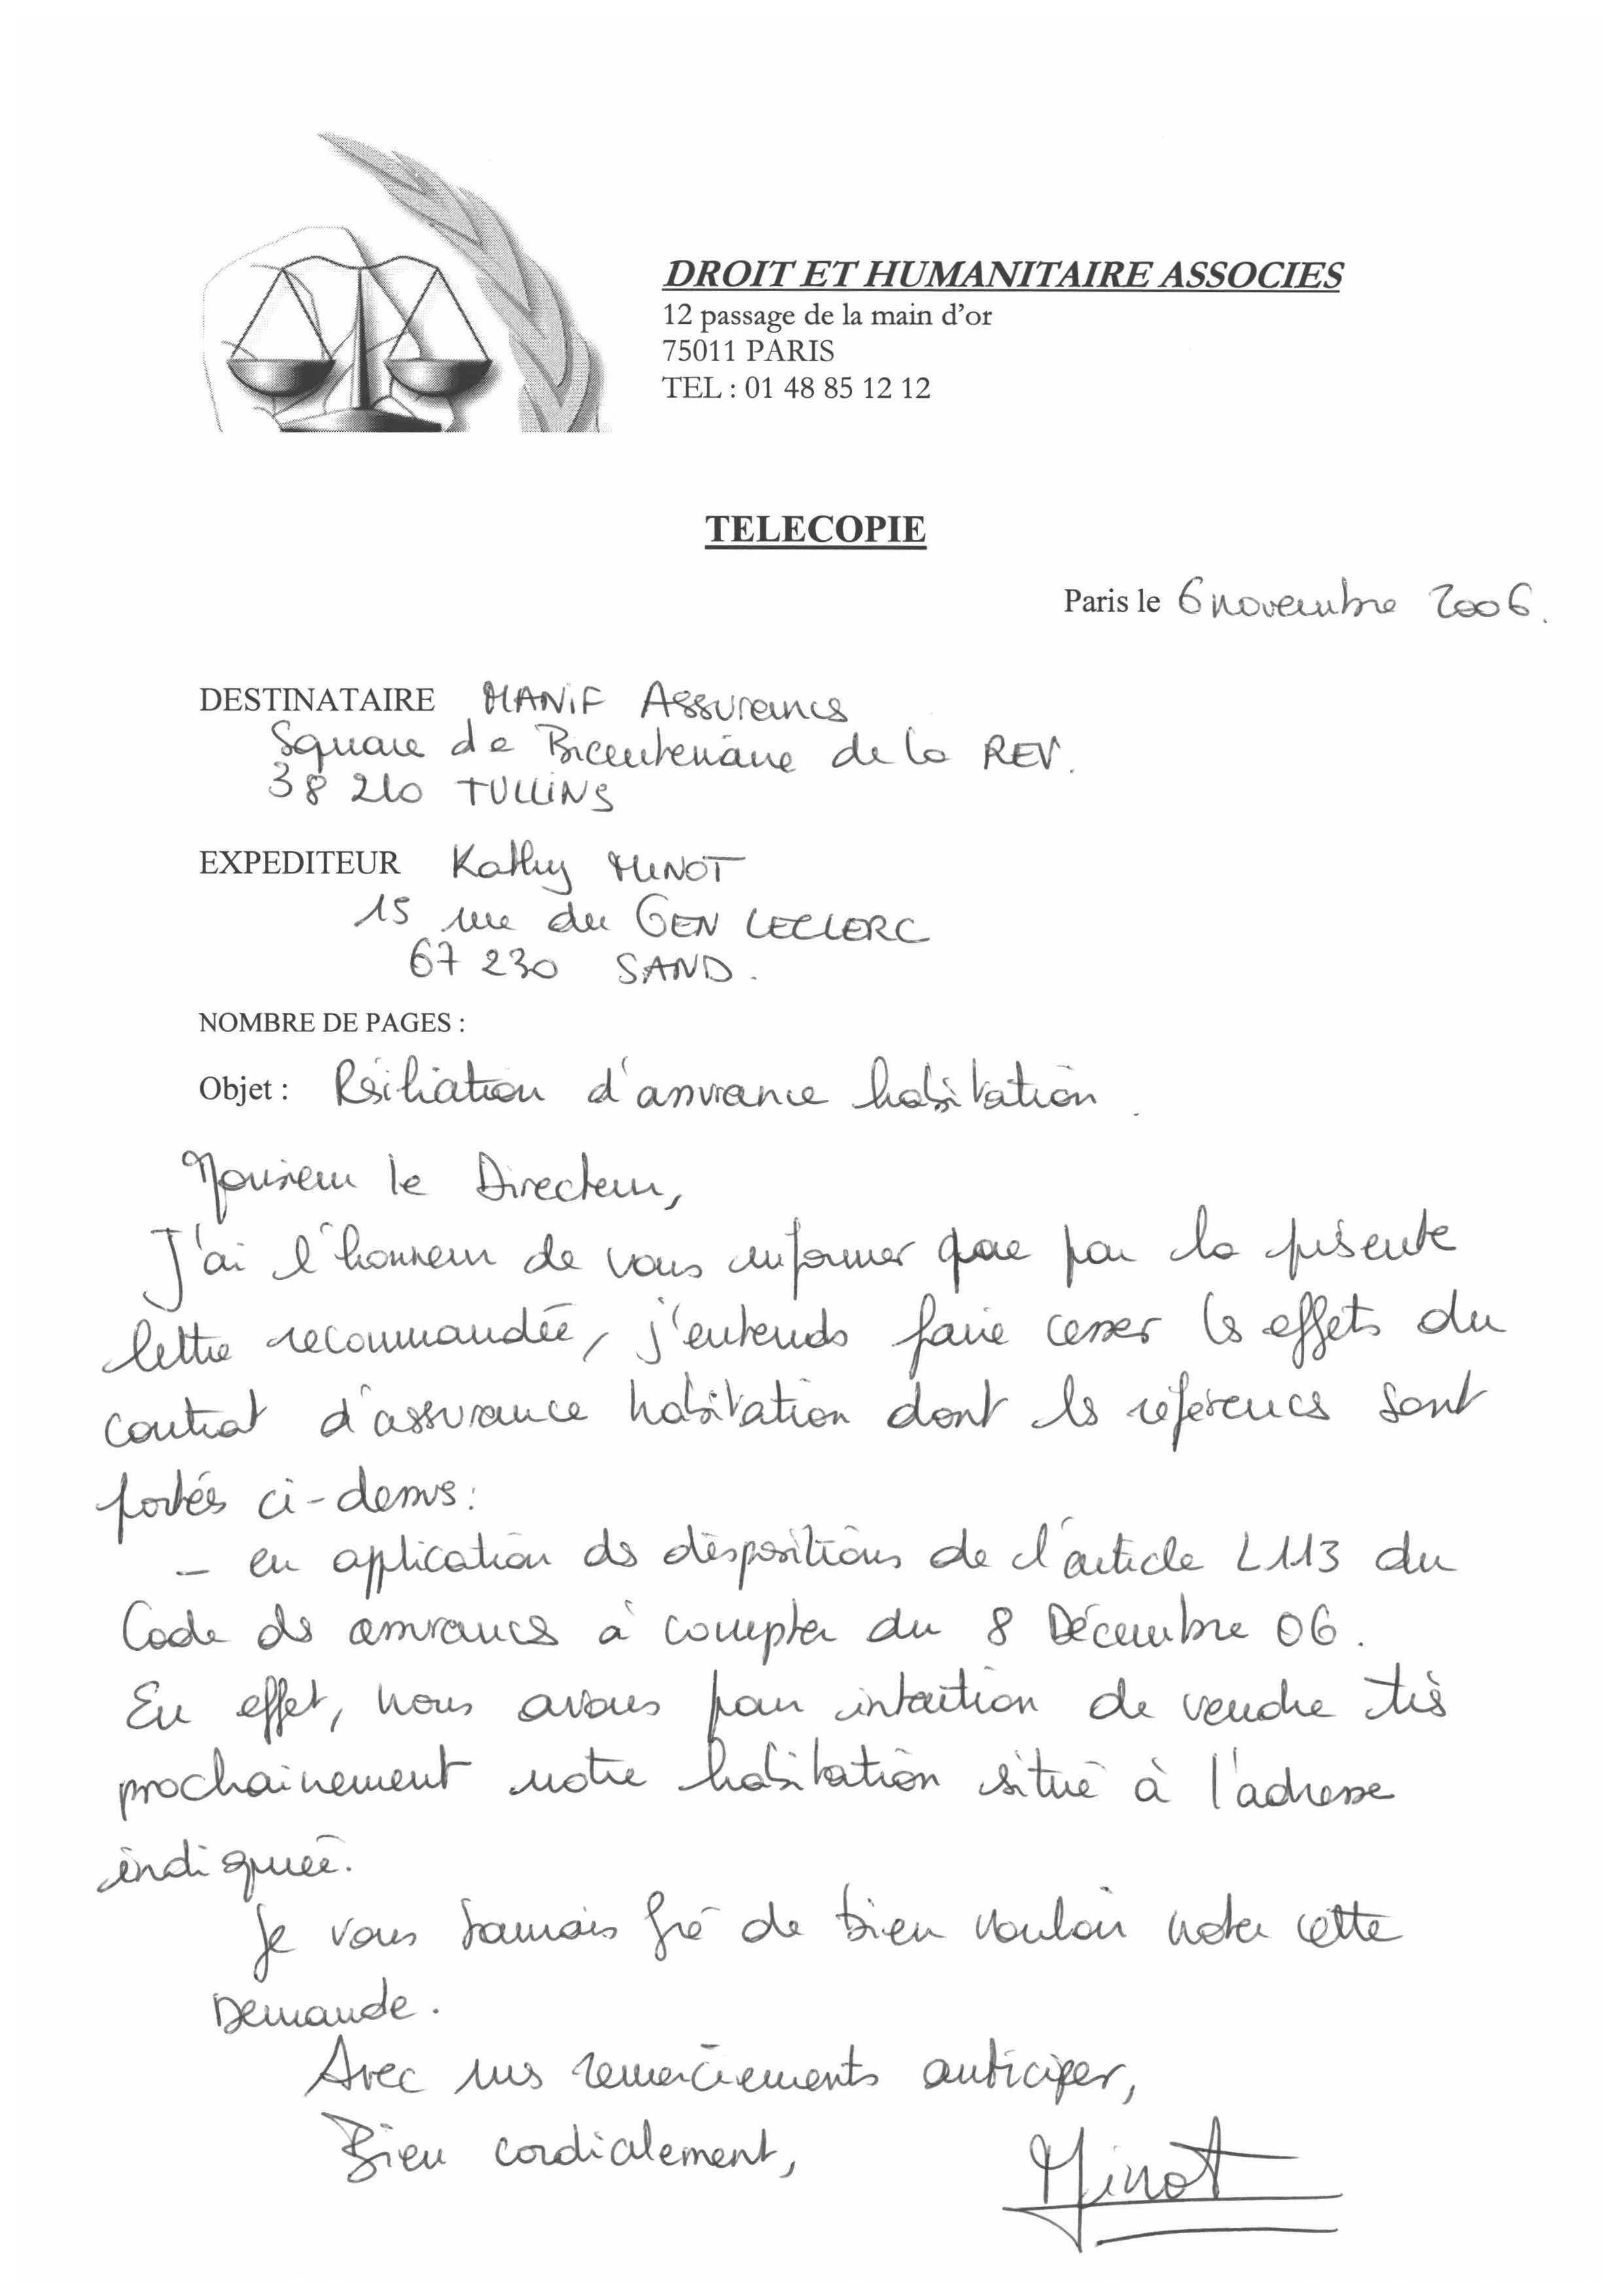 DROIT ET HUMANITAIRE ASSOCIES
12 passage de la main d'or
75011 PARIS
TEL : 01 48 85 12 12
TELECOPIE
Paris le 6 novembre 2006.
DESTINATAIRE MANiF Assurances
Square de Bicentenaire de la REV.
38 210 TULLiNS
EXPEDITEUR Kathy MiNOT
15 rue du GEN LECLERC
67 230 SAND.
NOMBRE DE PAGES :
Objet : Résiliation d'assurance habitation.
Monsieur le Directeur,
J'ai l'honneur de vous informer que par la présente
lettre recommandée, j'entends faire cesser les effets du
contrat d'assurance habitation dont les références sont
portées ci-dessus:
- en application des dispositions de l'article L113 du
Code des assurances à compter du 8 Décembre 06.
En effet, nous avons pour intention de vendre très
prochainement notre habitation situé à l'adresse
indiquée.
Je vous saurais gré de bien vouloir noter cette
Demande.
Avec mes remerciements anticiper,
Bien cordialement,
Minot